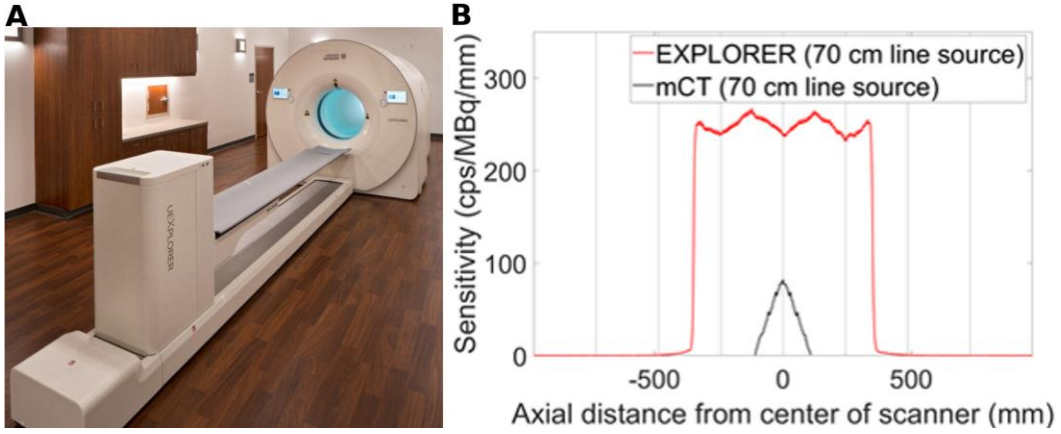 A
uEXPLORER
EXPLORER
B
EXPLORER (70 cm line source)
mCT (70 cm line source)
Sensitivity (cps/MBq/mm)
300
200
100
0
-500
0
500
Axial distance from center of scanner (mm)